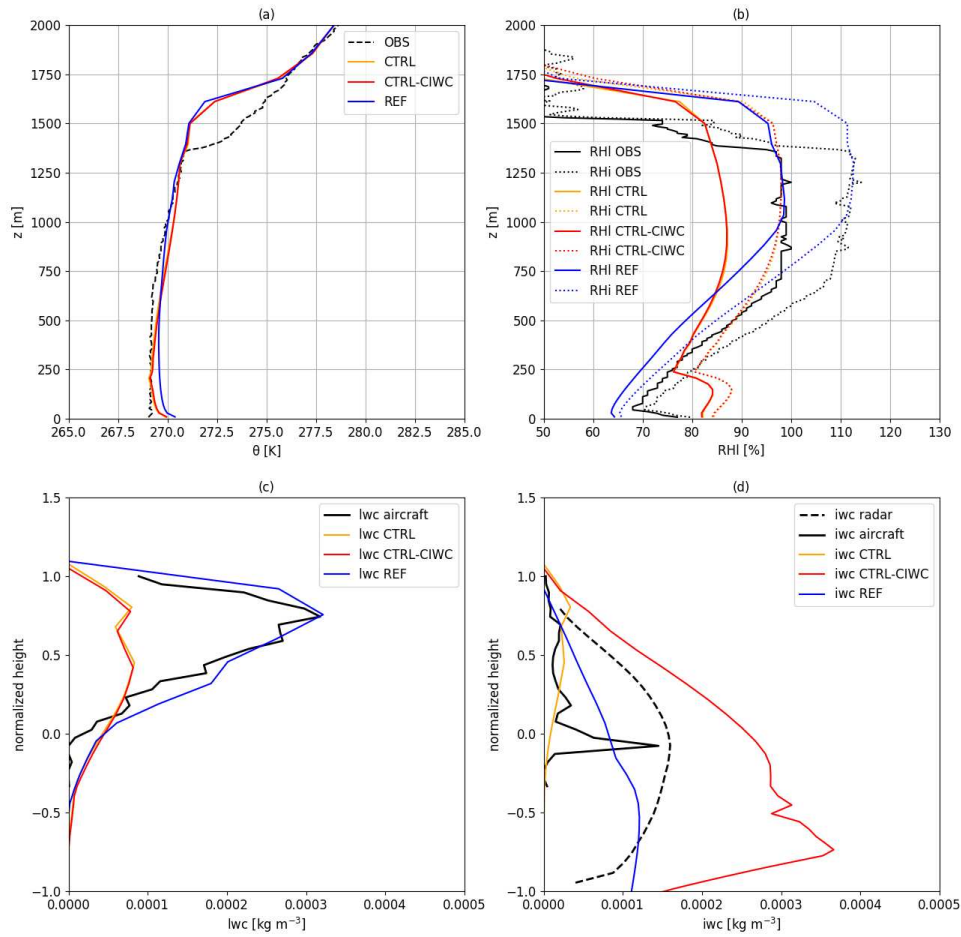 (a)
2000
1750
1500
1250
1000
750
500
250
0
z [m]
265.0 267.5 270.0 272.5 275.0 277.5 280.0 282.5 285.0
θ [K]
OBS
CTRL
CTRL-CIWC
REF
(b)
2000
1750
1500
1250
1000
750
500
250
0
z [m]
50 60 70 80 90 100 110 120 130
RHl [%]
RHl OBS
RHi OBS
RHl CTRL
RHi CTRL
RHl CTRL-CIWC
RHi CTRL-CIWC
RHl REF
RHi REF
(c)
1.5
1.0
0.5
0.0
−0.5
−1.0
normalized height
0.0000 0.0001 0.0002 0.0003 0.0004 0.0005
lwc [kg m⁻³]
lwc aircraft
lwc CTRL
lwc CTRL-CIWC
lwc REF
(d)
1.5
1.0
0.5
0.0
−0.5
−1.0
normalized height
0.0000 0.0001 0.0002 0.0003 0.0004 0.0005
iwc [kg m⁻³]
iwc radar
iwc aircraft
iwc CTRL
iwc CTRL-CIWC
iwc REF